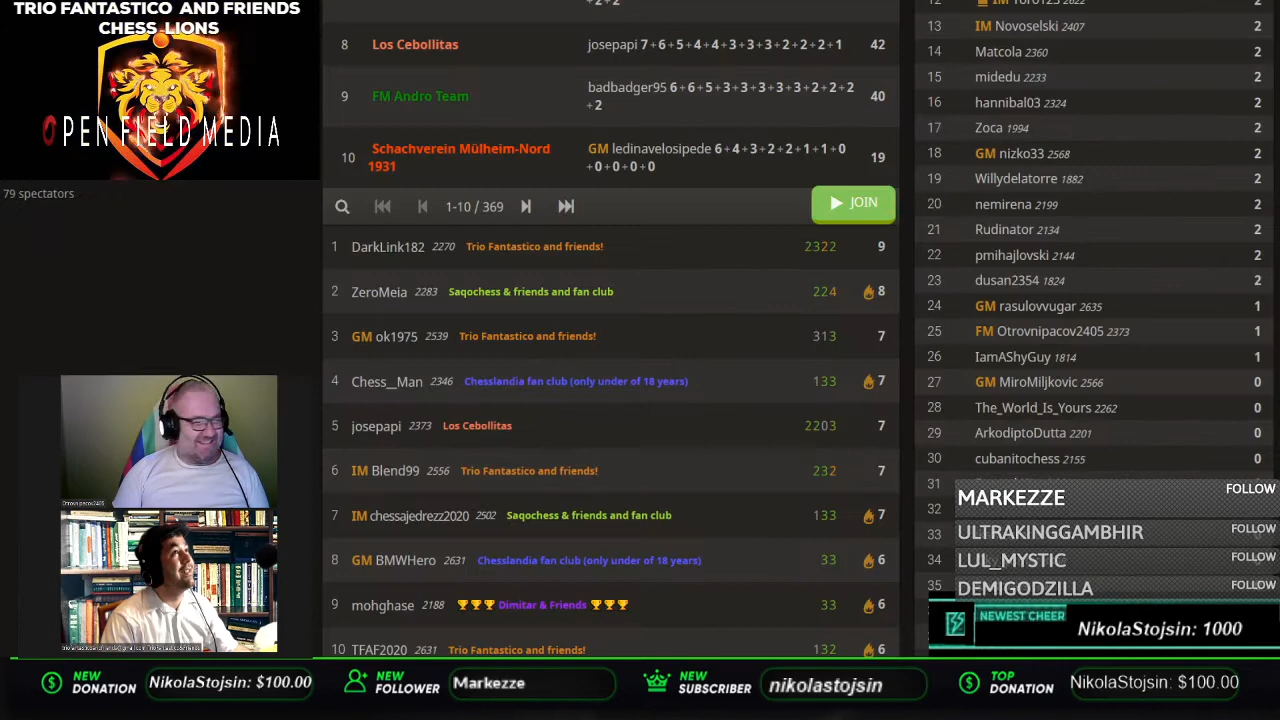 TORO FANTASTICO AND FRIENDS
CHESS LIONS
OPEN FIELD MEDIA
79 spectators
+2+2
8 Los Cebollitas josepapi 7+6+5+4+4+3+3+3+2+2+2+1 42
9 FM Andro Team badbadger95 6+6+5+3+3+3+3+3+2+2+2
+2 40
10 Schachverein Mülheim-Nord
1931 GM ledinavelosipede 6+4+3+2+2+1+1+0
+0+0+0+0 19
1-10 / 369 JOIN
1 DarkLink182 2270 Trio Fantastico and friends! 2322 9
2 ZeroMeia 2283 Saqochess & friends and fan club 224 8
3 GM ok1975 2539 Trio Fantastico and friends! 313 7
4 Chess__Man 2346 Chesslandia fan club (only under of 18 years) 133 7
5 josepapi 2373 Los Cebollitas 2203 7
6 IM Blend99 2556 Trio Fantastico and friends! 232 7
7 IM chessajedrezz2020 2502 Saqochess & friends and fan club 133 7
8 GM BMWHero 2631 Chesslandia fan club (only under of 18 years) 33 6
9 mohghase 2188 Dimitar & Friends 33 6
10 TFAF2020 2631 Trio Fantastico and friends! 132 6
12 IM Toro123 2622 2
13 IM Novoselski 2407 2
14 Matcola 2360 2
15 midedu 2233 2
16 hannibal03 2324 2
17 Zoca 1994 2
18 GM nizko33 2568 2
19 Willydelatorre 1882 2
20 nemirena 2199 2
21 Rudinator 2134 2
22 pmihajlovski 2144 2
23 dusan2354 1824 2
24 GM rasulovvugar 2635 1
25 FM Otrovnipacov2405 2373 1
26 IamAShyGuy 1814 1
27 GM MiroMiljkovic 2566 0
28 The_World_Is_Yours 2262 0
29 ArkodiptoDutta 2201 0
30 cubanitochess 2155 0
31
32
33
34
35
MARKEZZE FOLLOW
ULTRAKINGGAMBHIR FOLLOW
LUL_MYSTIC FOLLOW
DEMIGODZILLA FOLLOW
NEWEST CHEER
NikolaStojsin: 1000
Otrovnipacov2405
NEW DONATION NikolaStojsin: $100.00
NEW FOLLOWER Markezze
NEW SUBSCRIBER nikolastojsin
TOP DONATION NikolaStojsin: $100.00